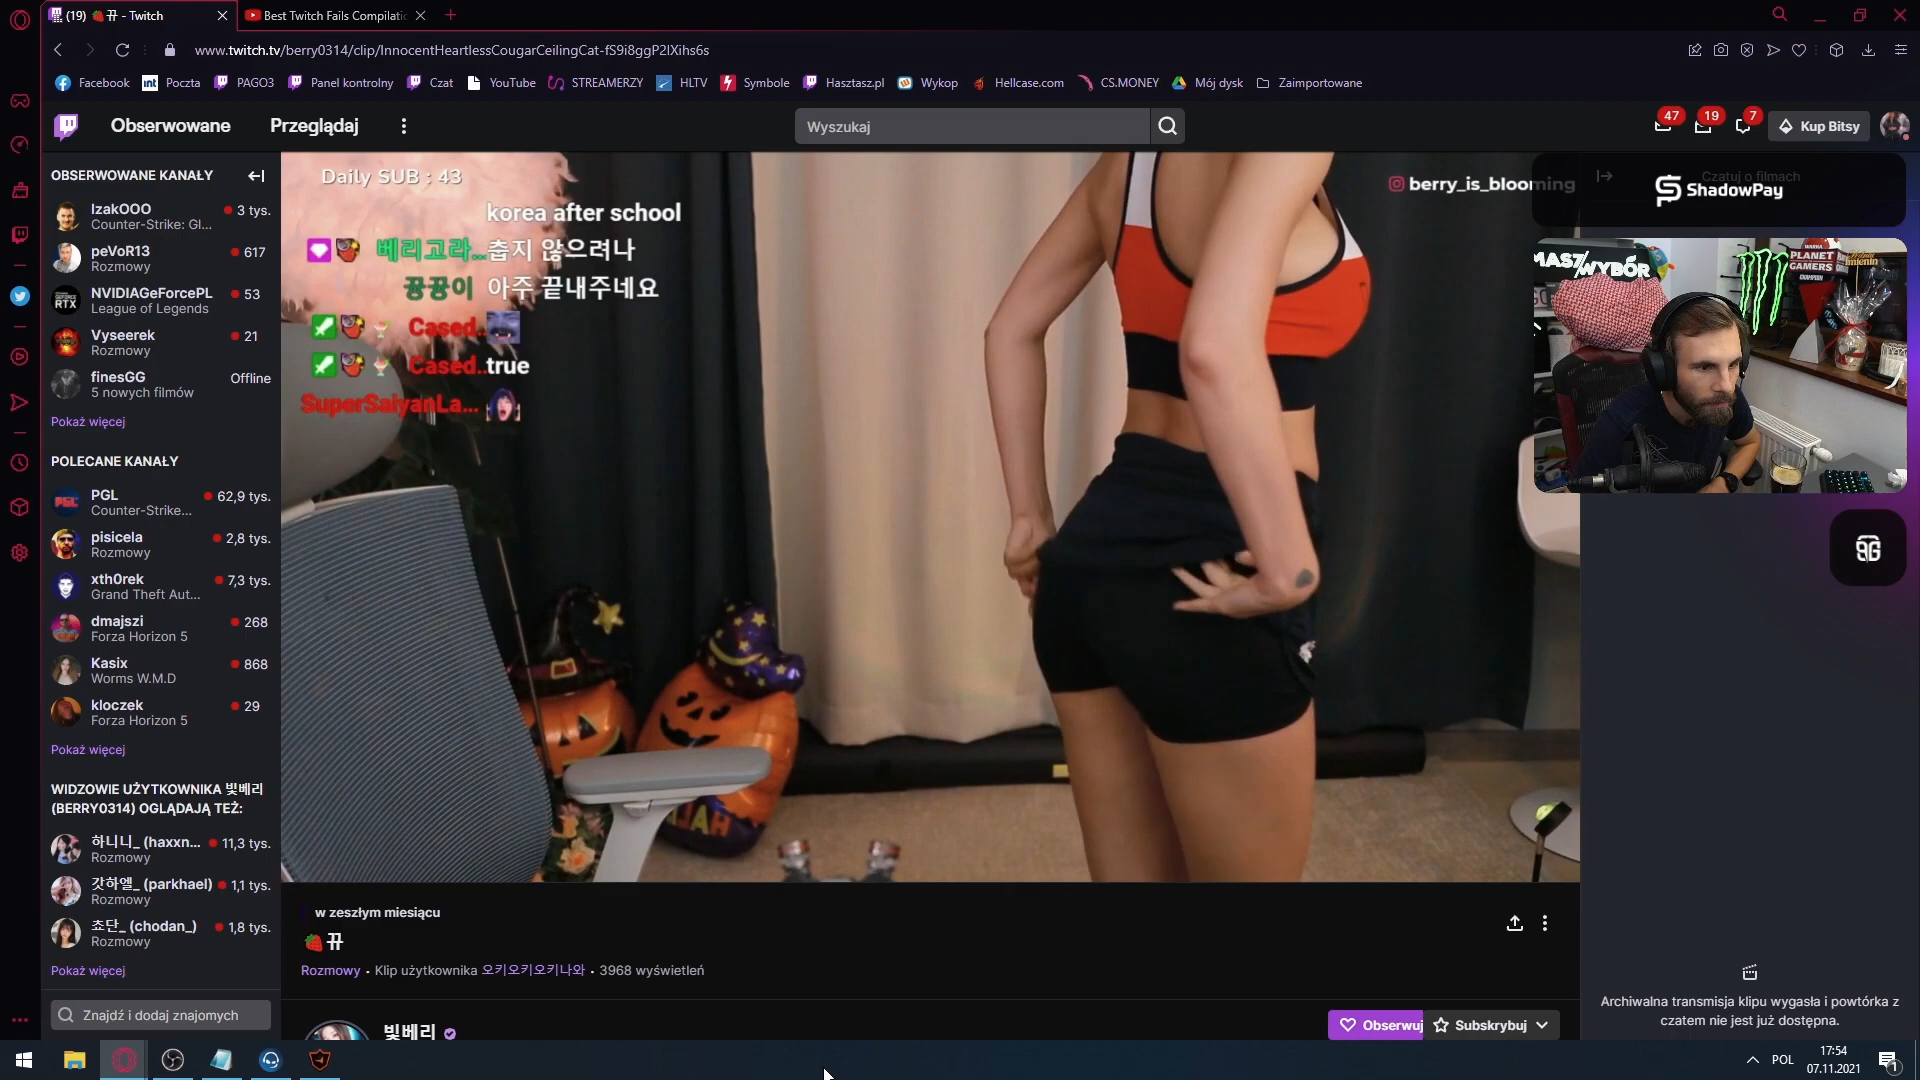 (19) 🍓뀨 - Twitch
Best Twitch Fails Compilatic
www.twitch.tv/berry0314/clip/InnocentHeartlessCougarCeilingCat-fS9i8ggP2lXihs6s
Facebook
Poczta
PAGO3
Panel kontrolny
Czat
YouTube
STREAMERZY
HLTV
Symbole
Hasztasz.pl
Wykop
Hellcase.com
CS.MONEY
Mój dysk
Zaimportowane
Obserwowane
Przeglądaj
Wyszukaj
47
19
7
Kup Bitsy
OBSERWOWANE KANAŁY
IzakOOO
3 tys.
Counter-Strike: Gl...
peVoR13
617
Rozmowy
NVIDIAGeForcePL
53
League of Legends
Vyseerek
21
Rozmowy
finesGG
Offline
5 nowych filmów
Pokaż więcej
POLECANE KANAŁY
PGL
62,9 tys.
Counter-Strike...
pisicela
2,8 tys.
Rozmowy
xth0rek
7,3 tys.
Grand Theft Aut...
dmajszi
268
Forza Horizon 5
Kasix
868
Worms W.M.D
kloczek
29
Forza Horizon 5
Pokaż więcej
WIDZOWIE UŻYTKOWNIKA 빛베리
(BERRY0314) OGLĄDAJĄ TEŻ:
하니니_ (haxxn...
11,3 tys.
Rozmowy
갓하엘_ (parkhael)
1,1 tys.
Rozmowy
쵸단_ (chodan_)
1,8 tys.
Rozmowy
Pokaż więcej
Znajdź i dodaj znajomych
Daily SUB : 43
korea after school
베리고라...춥지 않으려나
꽁꽁이 아주 끝내주네요
Cased..
Cased..true
SuperSaiyanLa...
berry_is_blooming
Czatuj o filmach
ShadowPay
MASZ WYBÓR
PLANET
GAMERS
w zeszłym miesiącu
🍓뀨
Rozmowy • Klip użytkownika 오키오키오키나와 • 3968 wyświetleń
빛베리
Obserwuj
Subskrybuj
Archiwalna transmisja klipu wygasła i powtórka z
czatem nie jest już dostępna.
POL
17:54
07.11.2021
1